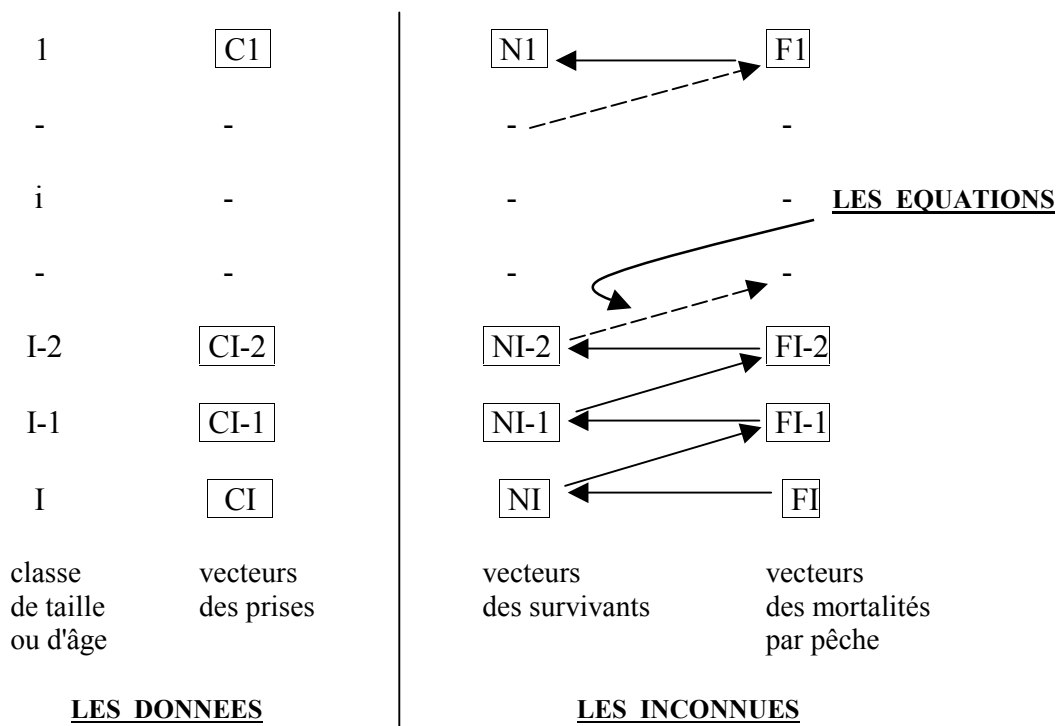 1 C1 N1 F1
- - - -
i - - - LES EQUATIONS
- - - -
I-2 CI-2 NI-2 FI-2
I-1 CI-1 NI-1 FI-1
I CI NI FI
classe vecteurs vecteurs vecteurs
de taille des prises des survivants des mortalités
ou d'âge par pêche
LES DONNEES LES INCONNUES